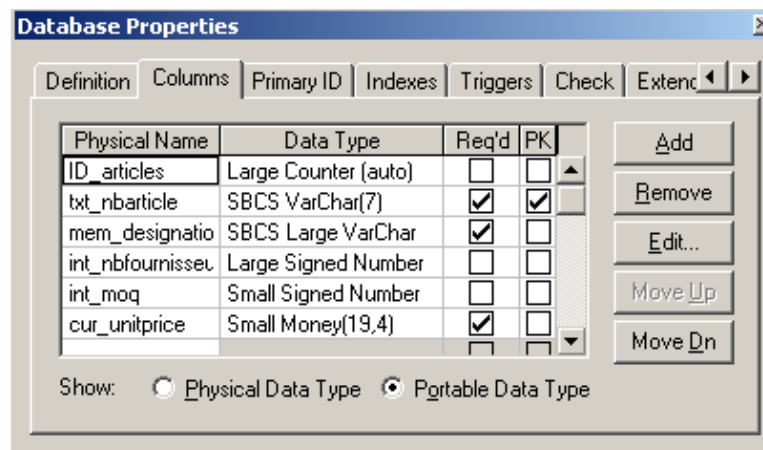 Database Properties
Definition Columns Primary ID Indexes Triggers Check Extenc
Physical Name Data Type Req'd PK
ID_articles Large Counter (auto)
txt_nbarticle SBCS VarChar(7)
mem_designatio SBCS Large VarChar
int_nbfournisseu Large Signed Number
int_moq Small Signed Number
cur_unitprice Small Money(19,4)
Add
Remove
Edit...
Move Up
Move Dn
Show: Physical Data Type Portable Data Type